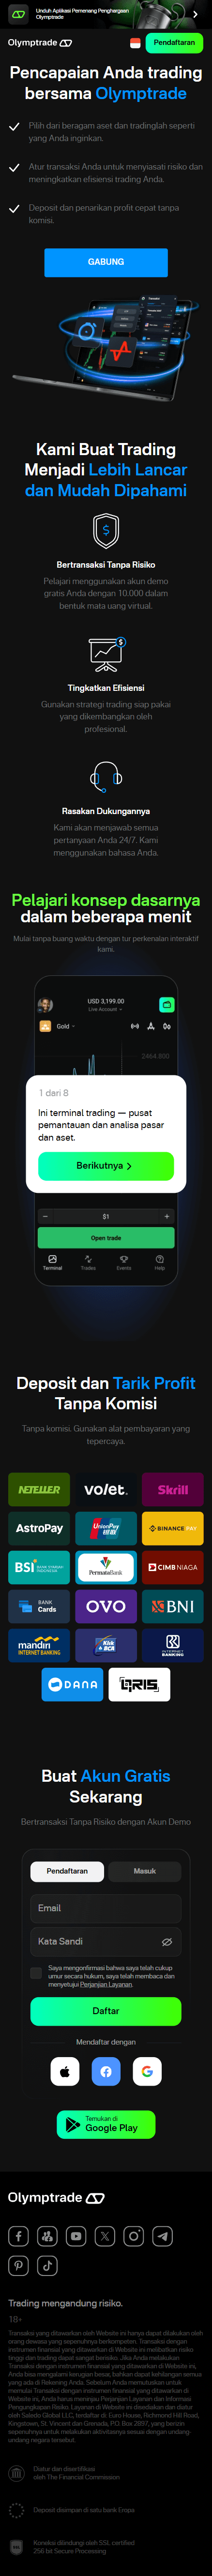 Unduh Aplikasi Pemenang Penghargaan
Olymptrade
Olymptrade
Pendaftaran
Pencapaian Anda trading
bersama Olymptrade
Pilih dari beragam aset dan tradinglah seperti
yang Anda inginkan.
Atur transaksi Anda untuk menyiasati risiko dan
meningkatkan efisiensi trading Anda.
Deposit dan penarikan profit cepat tanpa
komisi.
GABUNG
Kami Buat Trading
Menjadi Lebih Lancar
dan Mudah Dipahami
Bertransaksi Tanpa Risiko
Pelajari menggunakan akun demo
gratis Anda dengan 10.000 dalam
bentuk mata uang virtual.
Tingkatkan Efisiensi
Gunakan strategi trading siap pakai
yang dikembangkan oleh
profesional.
Rasakan Dukungannya
Kami akan menjawab semua
pertanyaan Anda 24/7. Kami
menggunakan bahasa Anda.
Pelajari konsep dasarnya
dalam beberapa menit
Mulai tanpa buang waktu dengan tur perkenalan interaktif
kami.
USD 3,199.00
Live Account
Gold
2464.800
1 dari 8
Ini terminal trading — pusat
pemantauan dan analisa pasar
dan aset.
Berikutnya
− $1 +
Open trade
Terminal Trades Events Help
Deposit dan Tarik Profit
Tanpa Komisi
Tanpa komisi. Gunakan alat pembayaran yang
tepercaya.
NETELLER volet. Skrill
AstroPay UnionPay 银联 BINANCE PAY
BSI BANK SYARIAH INDONESIA PermataBank CIMB NIAGA
BANK Cards OVO BNI
mandiri INTERNET BANKING Klik BCA INTERNET BANKING
DANA QRIS
Buat Akun Gratis
Sekarang
Bertransaksi Tanpa Risiko dengan Akun Demo
Pendaftaran Masuk
Email
Kata Sandi
Saya mengonfirmasi bahwa saya telah cukup
umur secara hukum, saya telah membaca dan
menyetujui Perjanjian Layanan.
Daftar
Mendaftar dengan
Temukan di
Google Play
Olymptrade
Trading mengandung risiko.
18+
Transaksi yang ditawarkan oleh Website ini hanya dapat dilakukan oleh
orang dewasa yang sepenuhnya berkompeten. Transaksi dengan
instrumen finansial yang ditawarkan di Website ini melibatkan risiko
tinggi dan trading dapat sangat berisiko. Jika Anda melakukan
Transaksi dengan instrumen finansial yang ditawarkan di Website ini,
Anda bisa mengalami kerugian besar, bahkan dapat kehilangan semua
yang ada di Rekening Anda. Sebelum Anda memutuskan untuk
memulai Transaksi dengan instrumen finansial yang ditawarkan di
Website ini, Anda harus meninjau Perjanjian Layanan dan Informasi
Pengungkapan Risiko. Layanan di Website ini disediakan dan diatur
oleh Saledo Global LLC; terdaftar di: Euro House, Richmond Hill Road,
Kingstown, St. Vincent dan Grenada, P.O. Box 2897, yang berizin
sepenuhnya untuk melakukan aktivitasnya sesuai dengan undang-
undang negara tersebut.
Diatur dan disertifikasi
oleh The Financial Commission
Deposit disimpan di satu bank Eropa
Koneksi dilindungi oleh SSL certified
256 bit Secure Processing